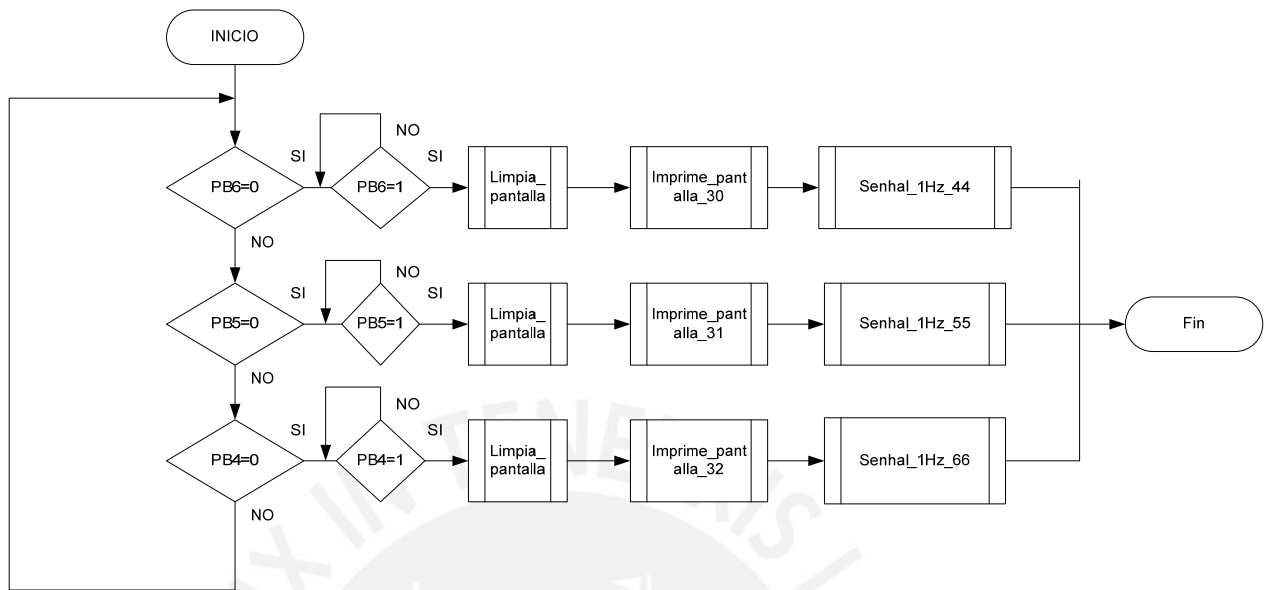 INICIO
NO
SI
SI
PB6=0
PB6=1
Limpia_
pantalla
Imprime_pant
alla_30
Senhal_1Hz_44
NO
NO
SI
SI
PB5=0
PB5=1
Limpia_
pantalla
Imprime_pant
alla_31
Senhal_1Hz_55
Fin
NO
NO
SI
SI
PB4=0
PB4=1
Limpia_
pantalla
Imprime_pant
alla_32
Senhal_1Hz_66
NO